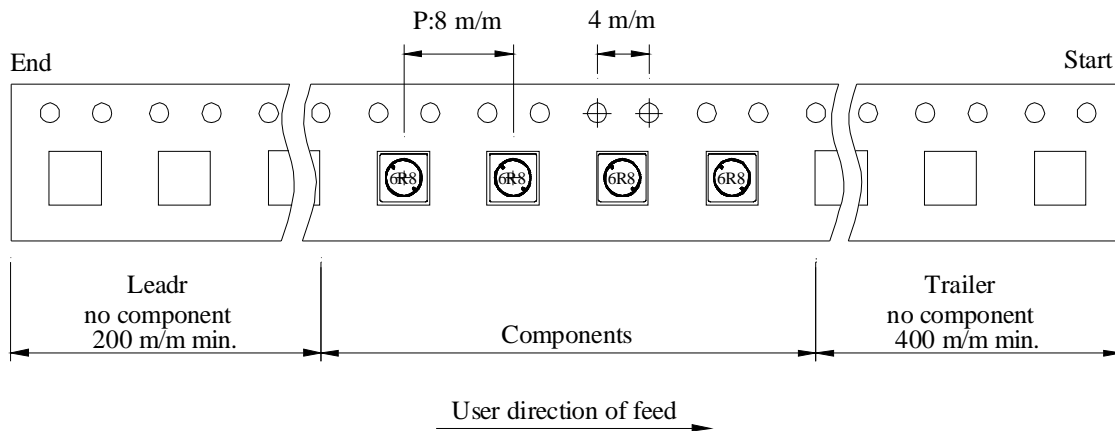 P:8 m/m
4 m/m
End
Start
6R8
6R8
6R8
6R8
Leadr
no component
200 m/m min.
Components
Trailer
no component
400 m/m min.
User direction of feed